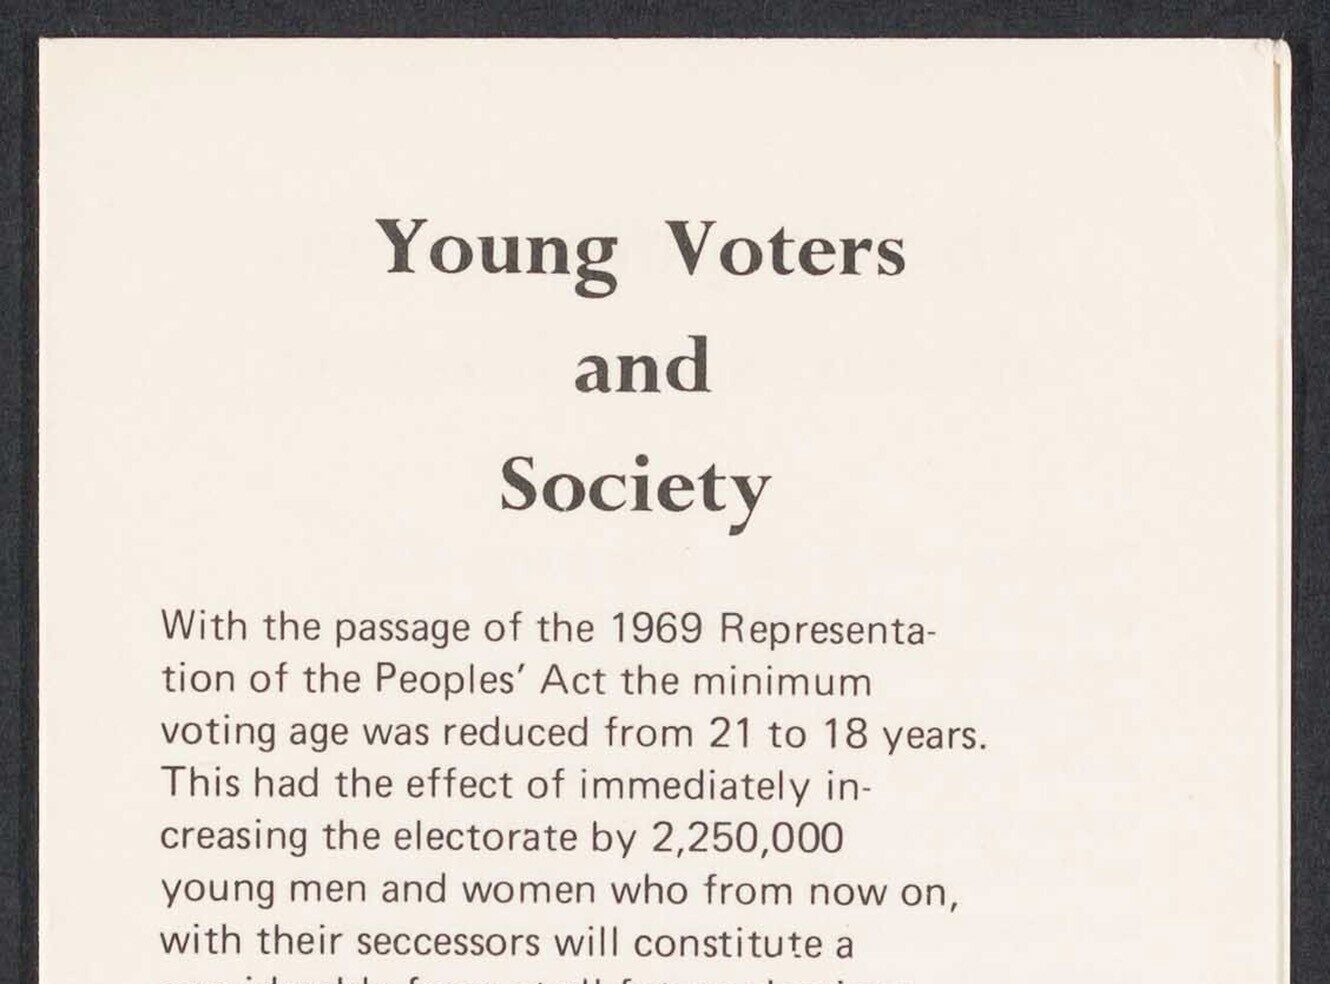 Young Voters
and
Society
With the passage of the 1969 Representa-
tion of the Peoples' Act the minimum
voting age was reduced from 21 to 18 years.
This had the effect of immediately in-
creasing the electorate by 2,250,000
young men and women who from now on,
with their seccessors will constitute a